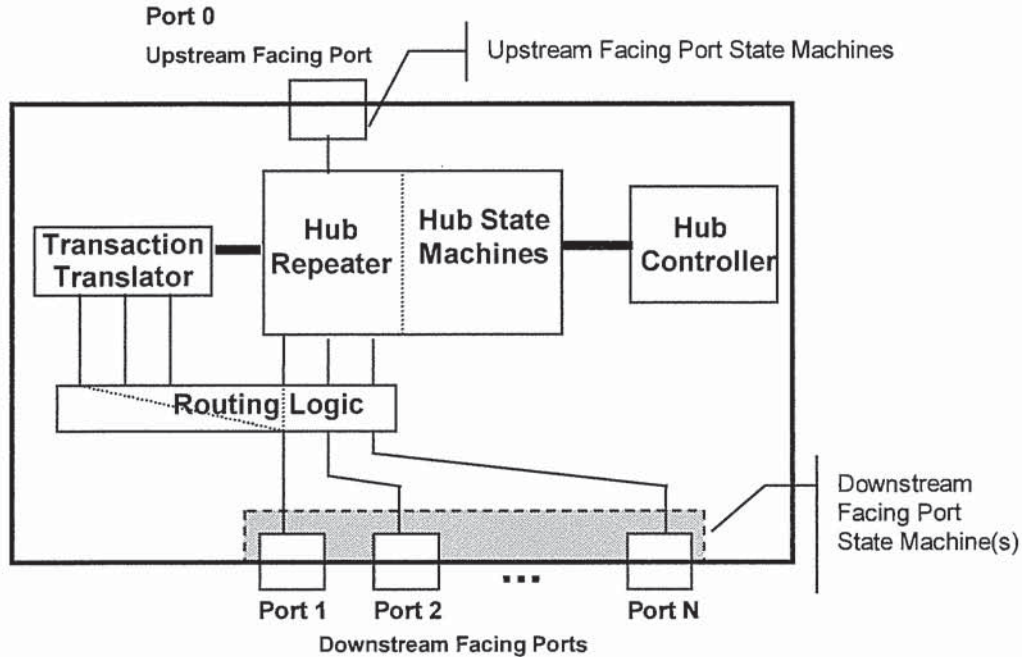 Port 0
Upstream Facing Port
Upstream Facing Port State Machines
Transaction
Translator
Hub
Repeater
Hub State
Machines
Hub
Controller
Routing Logic
Downstream
Facing Port
State Machine(s)
...
Port 1
Port 2
Port N
Downstream Facing Ports